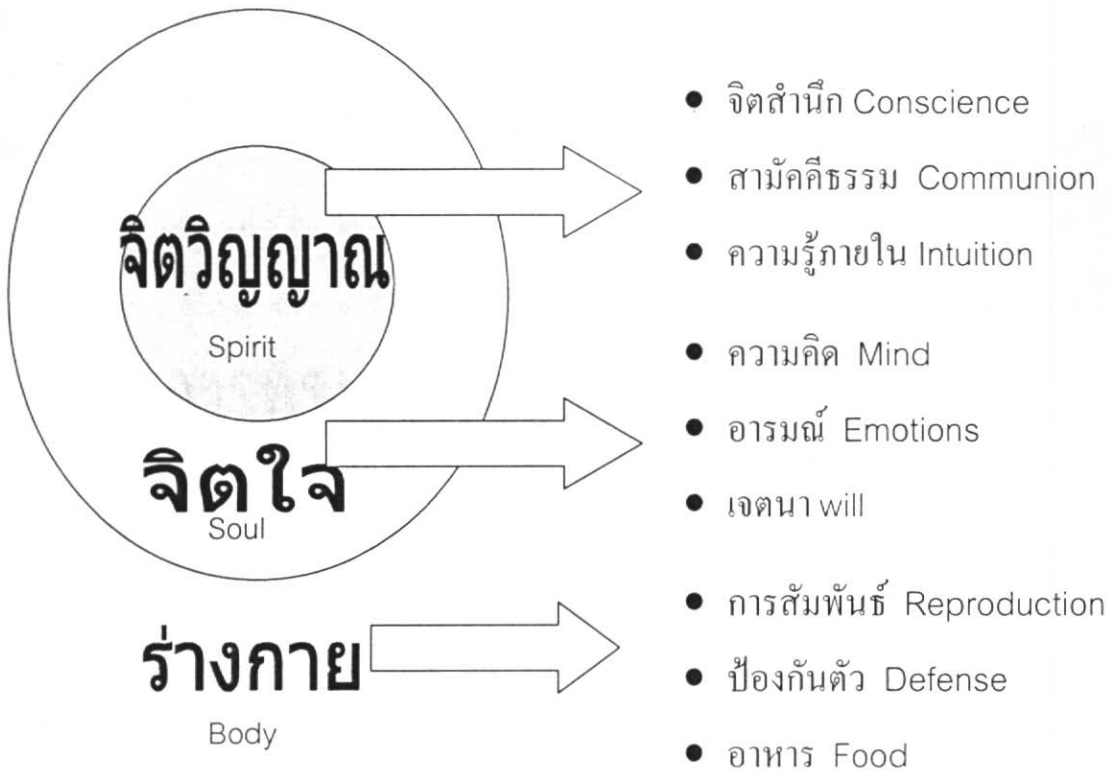 จิตวิญญาณ
Spirit
จิตใจ
Soul
ร่างกาย
Body
● จิตสำนึก Conscience
● สามัคคีธรรม Communion
● ความรู้ภายใน Intuition
● ความคิด Mind
● อารมณ์ Emotions
● เจตนา will
● การสัมพันธ์ Reproduction
● ป้องกันตัว Defense
● อาหาร Food